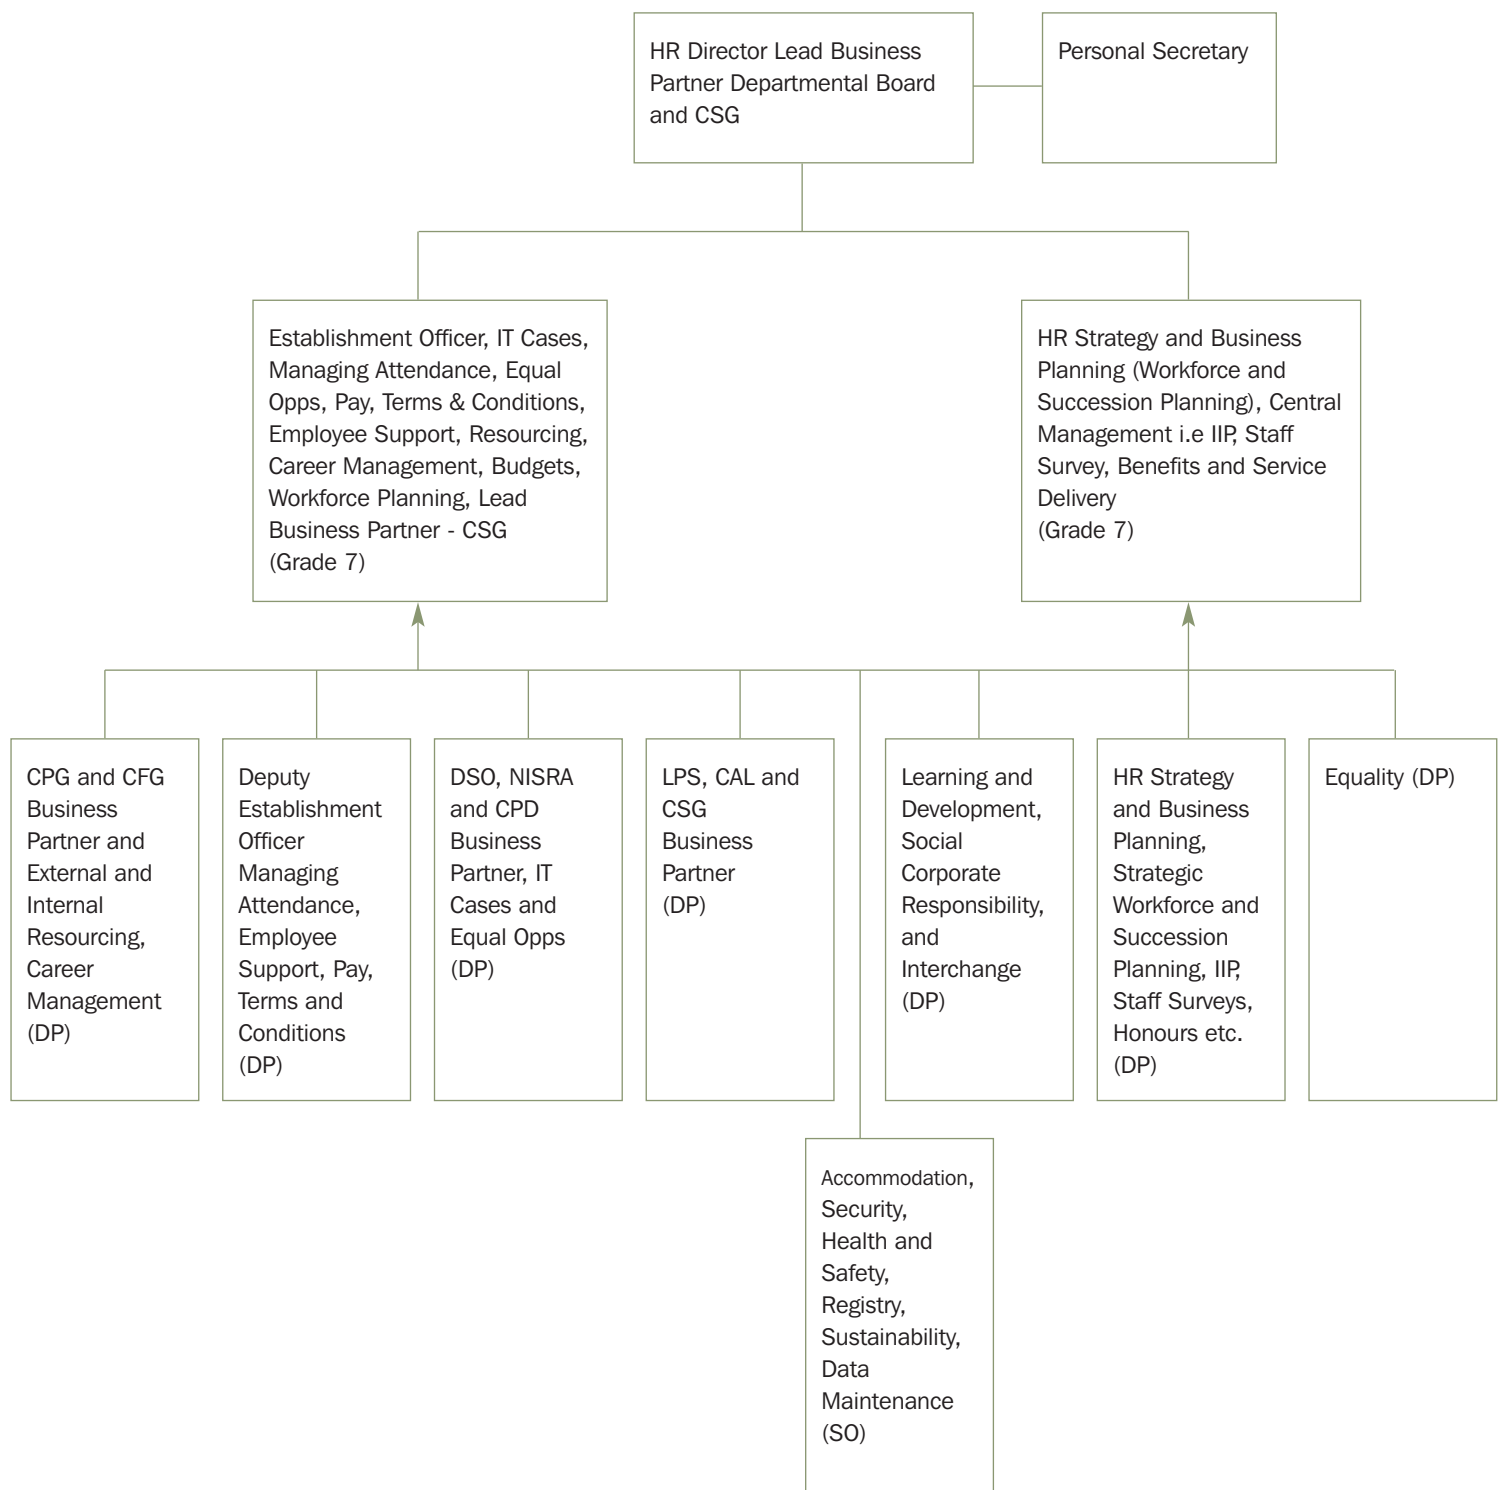 HR Director Lead Business
Partner Departmental Board
and CSG
Personal Secretary
Establishment Officer, IT Cases,
Managing Attendance, Equal
Opps, Pay, Terms & Conditions,
Employee Support, Resourcing,
Career Management, Budgets,
Workforce Planning, Lead
Business Partner - CSG
(Grade 7)
HR Strategy and Business
Planning (Workforce and
Succession Planning), Central
Management i.e IIP, Staff
Survey, Benefits and Service
Delivery
(Grade 7)
CPG and CFG
Business
Partner and
External and
Internal
Resourcing,
Career
Management
(DP)
Deputy
Establishment
Officer
Managing
Attendance,
Employee
Support, Pay,
Terms and
Conditions
(DP)
DSO, NISRA
and CPD
Business
Partner, IT
Cases and
Equal Opps
(DP)
LPS, CAL and
CSG
Business
Partner
(DP)
Learning and
Development,
Social
Corporate
Responsibility,
and
Interchange
(DP)
HR Strategy
and Business
Planning,
Strategic
Workforce and
Succession
Planning, IIP,
Staff Surveys,
Honours etc.
(DP)
Equality (DP)
Accommodation,
Security,
Health and
Safety,
Registry,
Sustainability,
Data
Maintenance
(SO)